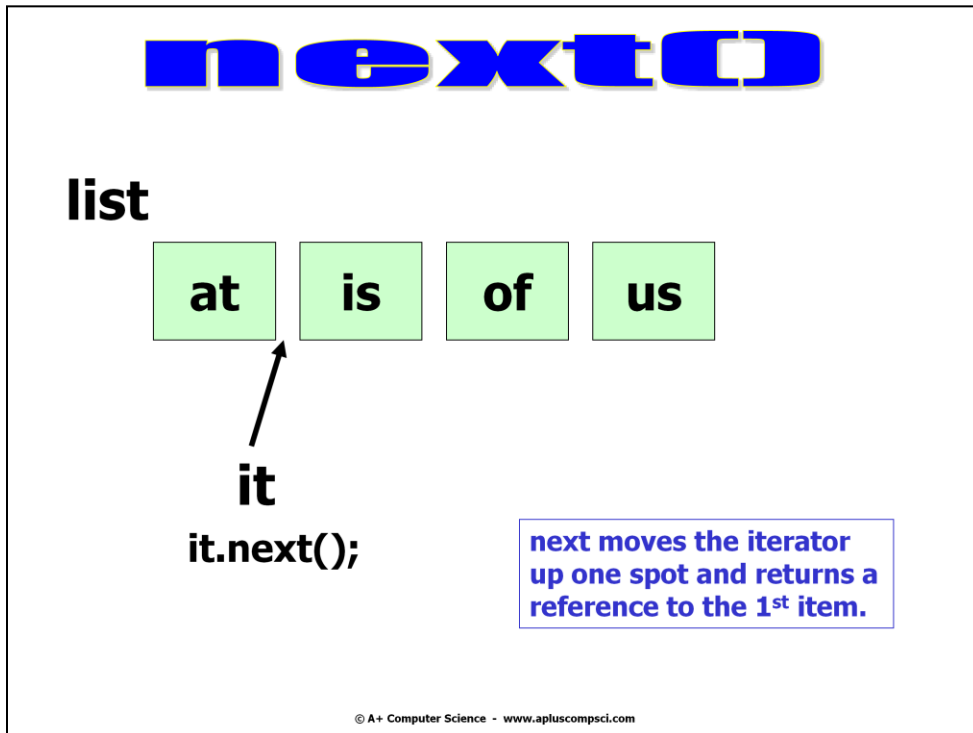 next()
list
at is of us
it
it.next();
next moves the iterator
up one spot and returns a
reference to the 1st item.
© A+ Computer Science - www.apluscompsci.com